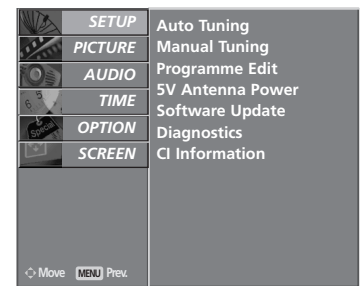 SETUP
PICTURE
AUDIO
TIME
OPTION
SCREEN
Auto Tuning
Manual Tuning
Programme Edit
5V Antenna Power
Software Update
Diagnostics
CI Information
Special
Move MENU Prev.